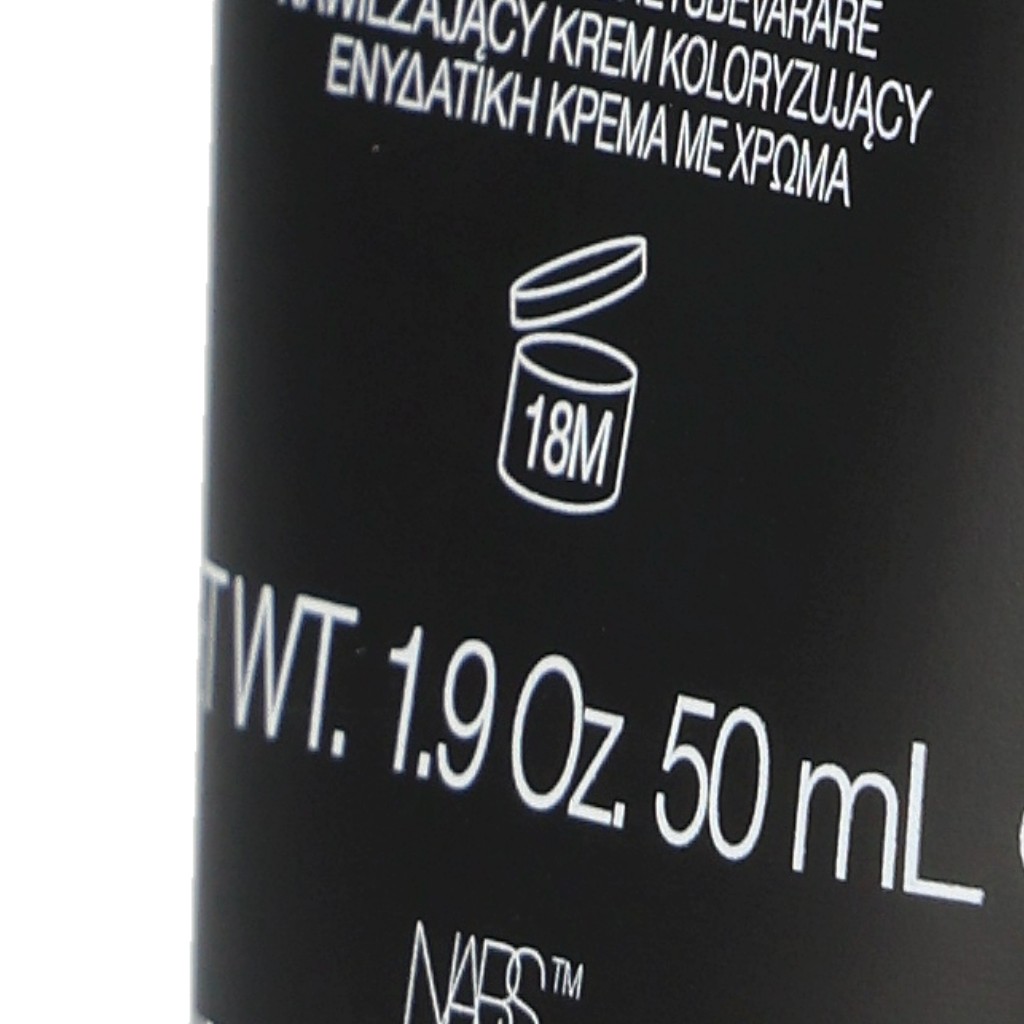 NAWILŻAJĄCY KREM KOLORYZUJĄCY
ΕΝΥΔΑΤΙΚΗ ΚΡΕΜΑ ΜΕ ΧΡΩΜΑ
18M
WT. 1.9 Oz. 50 mL
NARS™